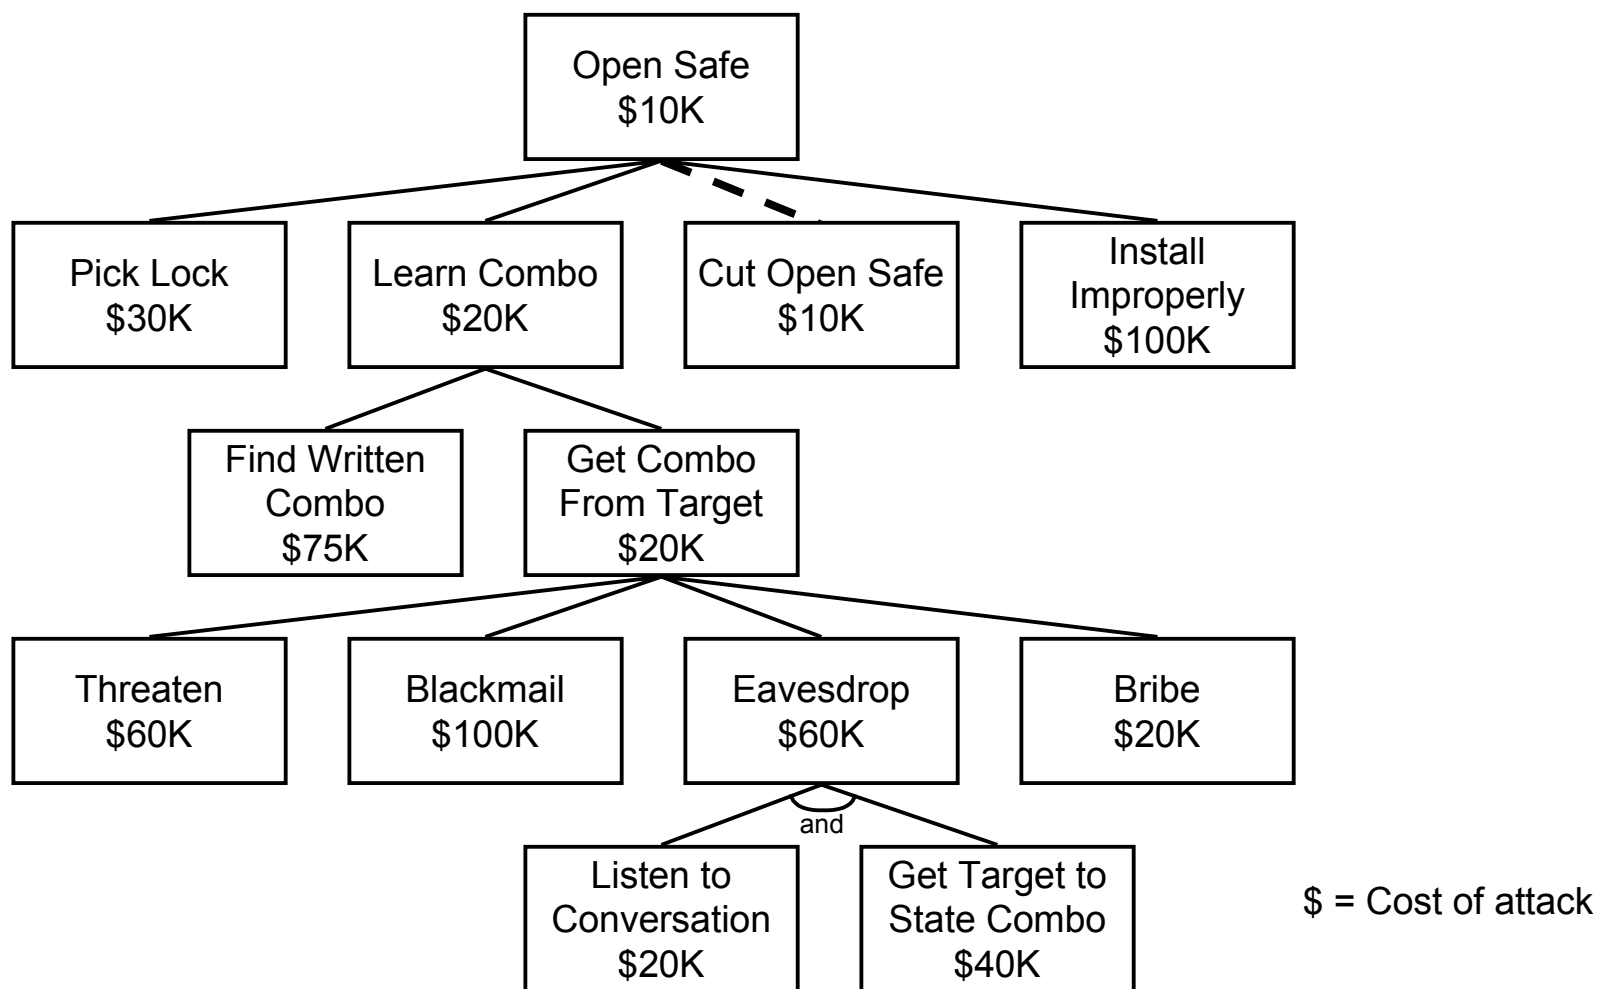 Open Safe
$10K
Pick Lock
$30K
Learn Combo
$20K
Cut Open Safe
$10K
Install
Improperly
$100K
Find Written
Combo
$75K
Get Combo
From Target
$20K
Threaten
$60K
Blackmail
$100K
Eavesdrop
$60K
Bribe
$20K
and
Listen to
Conversation
$20K
Get Target to
State Combo
$40K
$ = Cost of attack